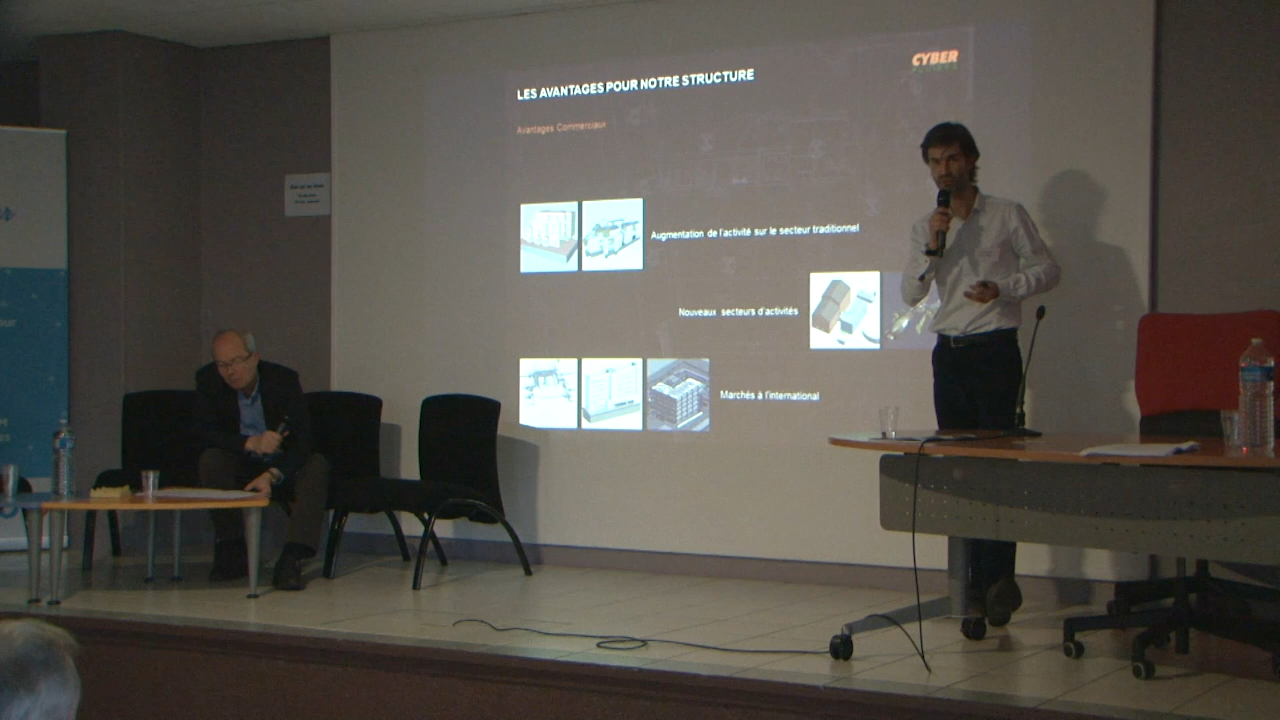 LES AVANTAGES POUR NOTRE STRUCTURE
CYBER
Avantages Commerciaux
Augmentation de l'activité sur le secteur traditionnel
Nouveaux secteurs d'activités
Marchés à l'international